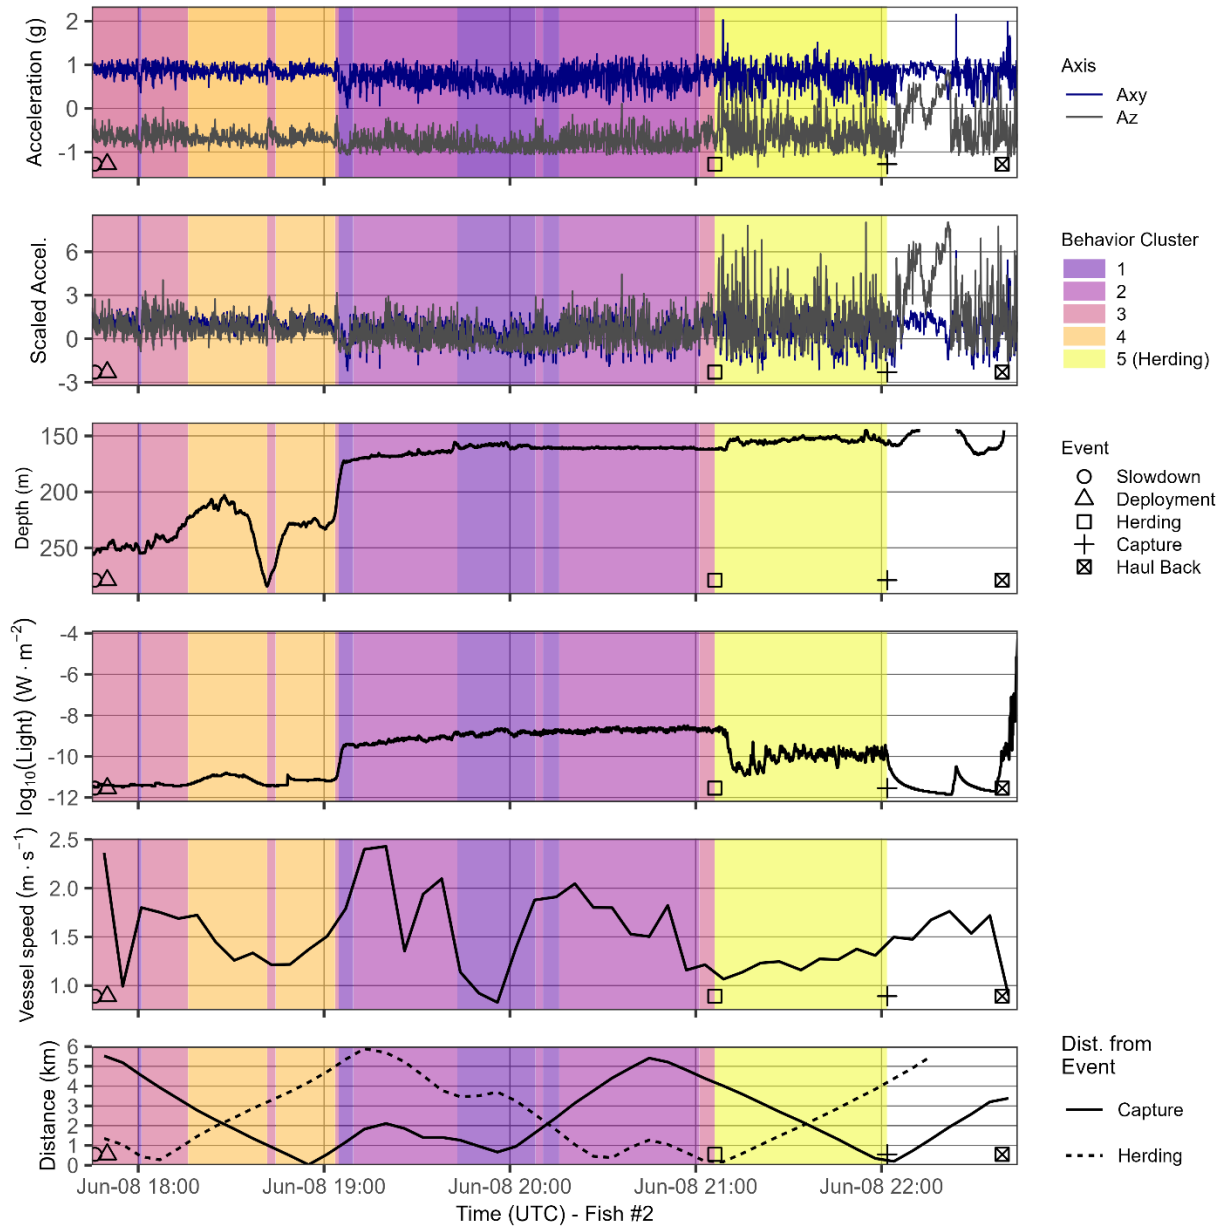 Acceleration (g)
2
1
0
-1
Axis
Axy
Az
Scaled Accel.
6
3
0
-3
Behavior Cluster
1
2
3
4
5 (Herding)
Depth (m)
150
200
250
Event
Slowdown
Deployment
Herding
Capture
Haul Back
log₁₀(Light) (W · m⁻²)
-4
-6
-8
-10
-12
Vessel speed (m · s⁻¹)
2.5
2.0
1.5
1.0
Distance (km)
6
5
4
3
2
1
0
Dist. from
Event
Capture
Herding
Jun-08 18:00 Jun-08 19:00 Jun-08 20:00 Jun-08 21:00 Jun-08 22:00
Time (UTC) - Fish #2